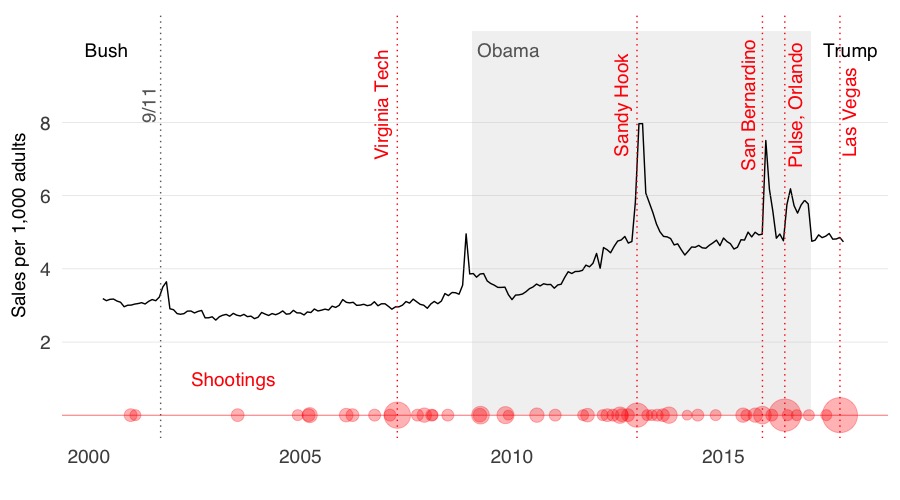 Bush
Obama
Trump
9/11
Virginia Tech
Sandy Hook
San Bernardino
Pulse, Orlando
Las Vegas
Sales per 1,000 adults
8
6
4
2
Shootings
2000
2005
2010
2015